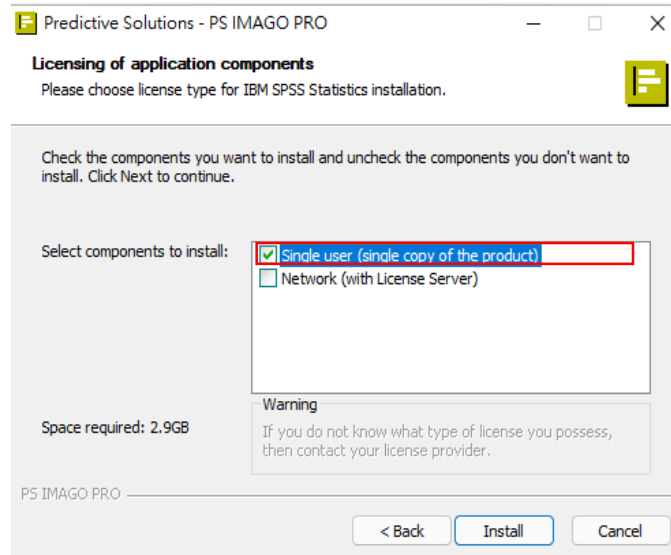 Predictive Solutions - PS IMAGO PRO
Licensing of application components
Please choose license type for IBM SPSS Statistics installation.
Check the components you want to install and uncheck the components you don't want to
install. Click Next to continue.
Select components to install:
Single user (single copy of the product)
Network (with License Server)
Space required: 2.9GB
Warning
If you do not know what type of license you possess,
then contact your license provider.
PS IMAGO PRO
< Back
Install
Cancel